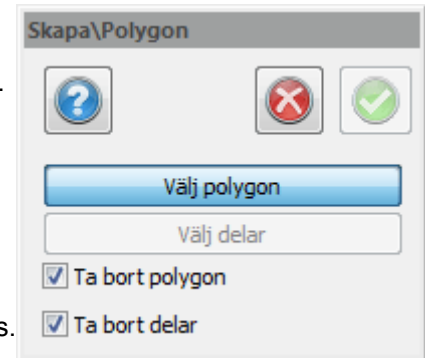 Skapa\Polygon
.
Välj polygon
Välj delar
Ta bort polygon
s.
Ta bort delar